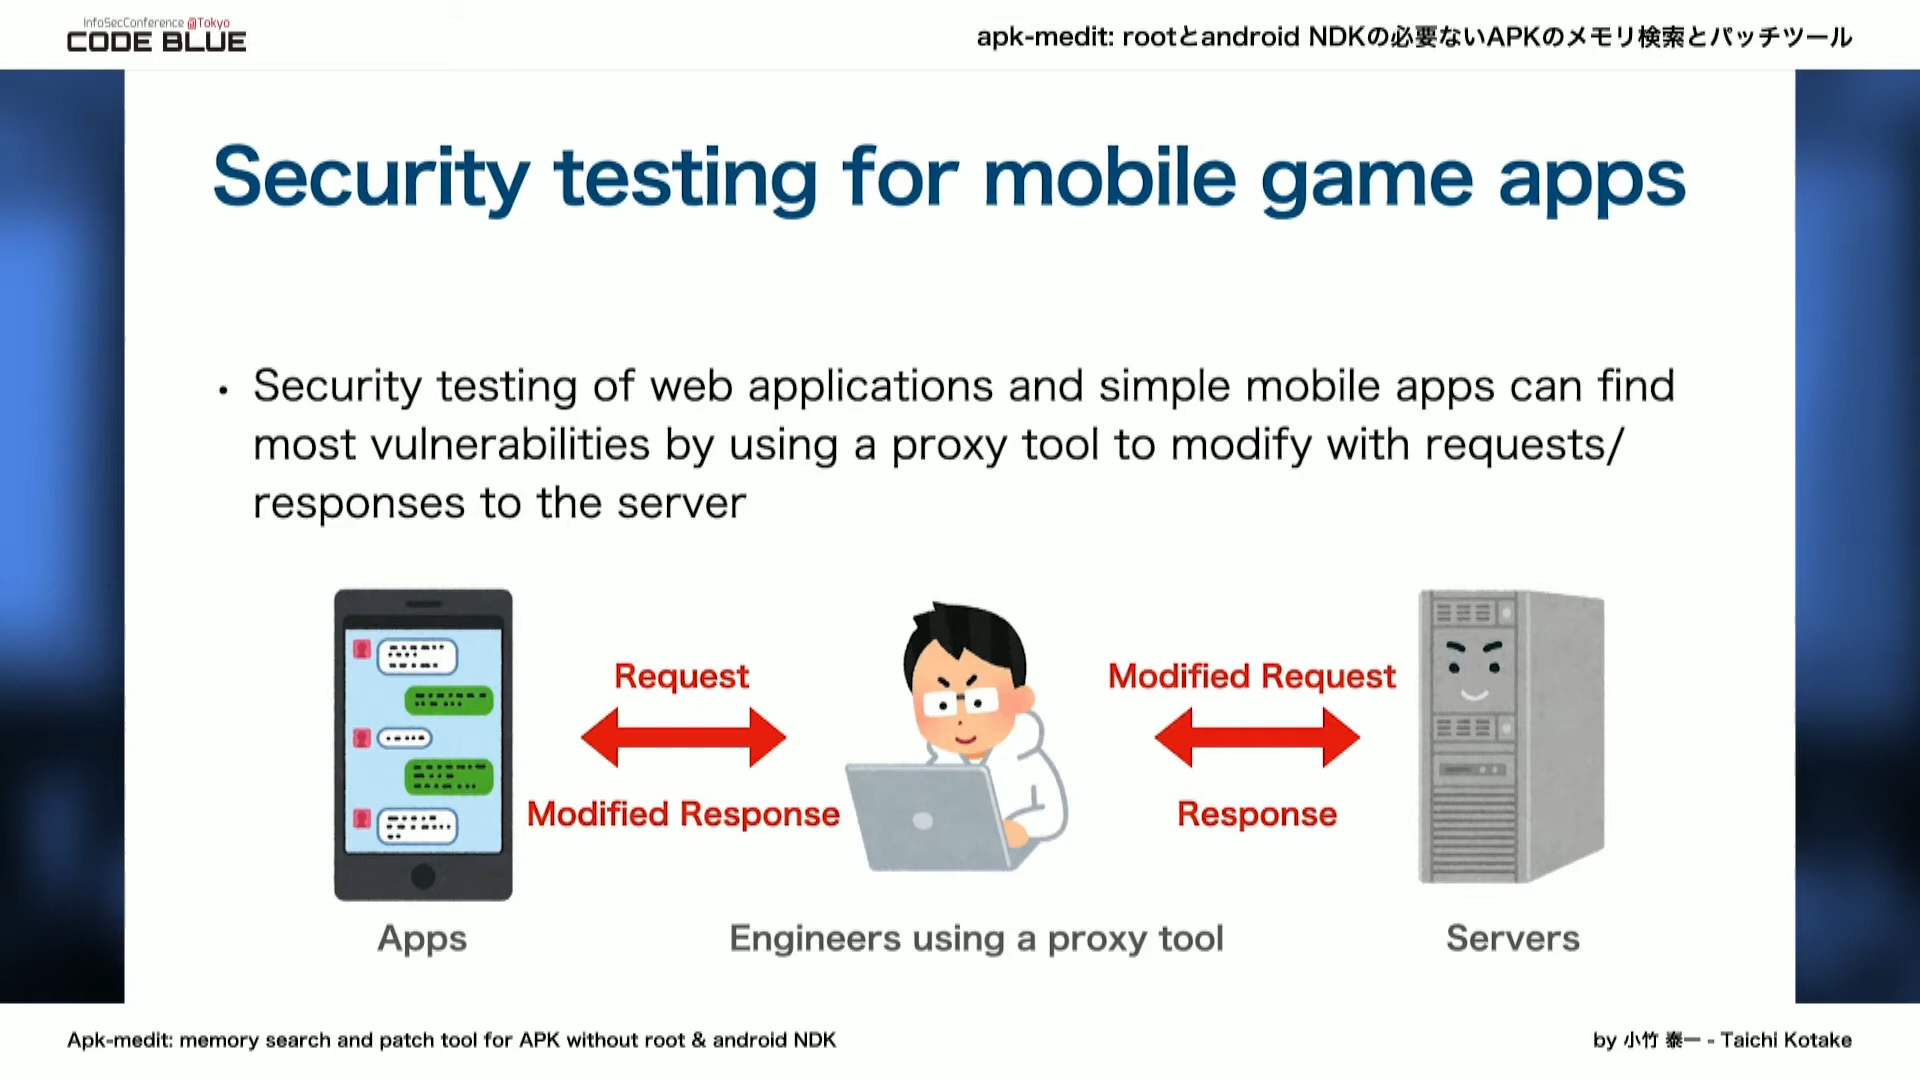 InfoSecConference @Tokyo
CODE BLUE
apk-medit: rootとandroid NDKの必要ないAPKのメモリ検索とパッチツール
Security testing for mobile game apps
• Security testing of web applications and simple mobile apps can find
most vulnerabilities by using a proxy tool to modify with requests/
responses to the server
Request
Modified Response
Modified Request
Response
Apps
Engineers using a proxy tool
Servers
Apk-medit: memory search and patch tool for APK without root & android NDK
by 小竹 泰一 - Taichi Kotake